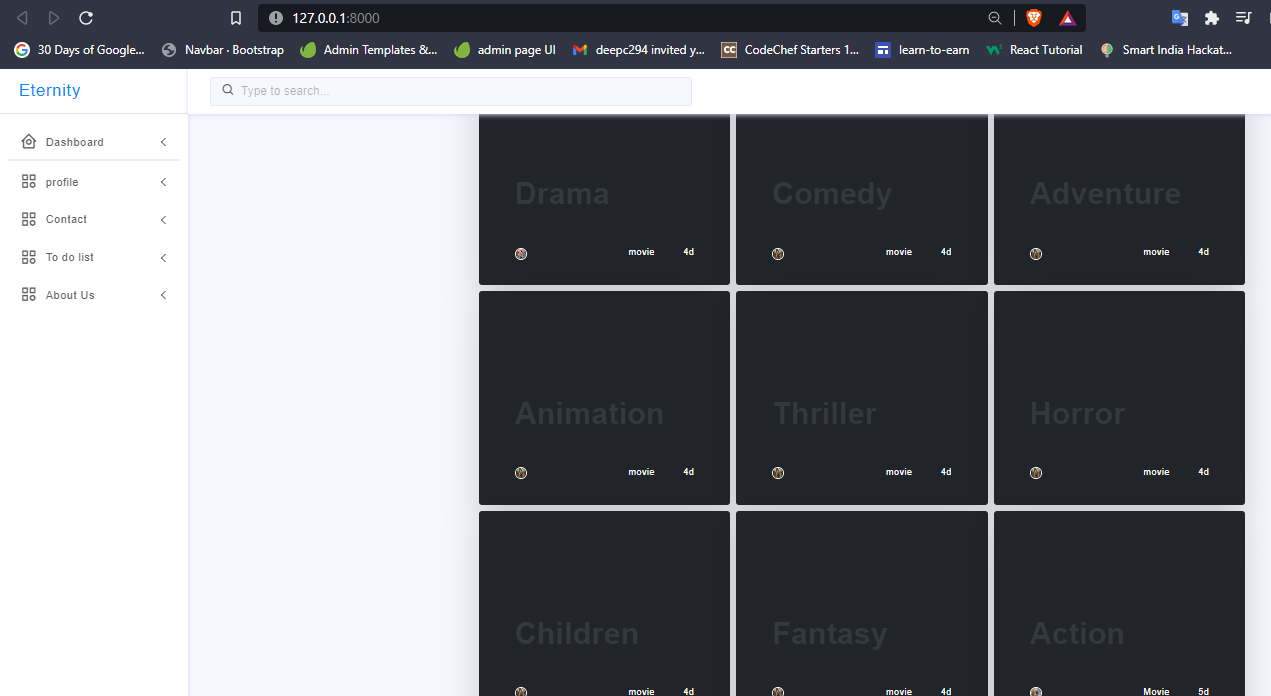 127.0.0.1:8000
30 Days of Google... Navbar · Bootstrap Admin Templates &... admin page UI deepc294 invited y... CC CodeChef Starters 1... learn-to-earn React Tutorial Smart India Hackat...
Eternity
Type to search...
Dashboard
profile
Contact
To do list
About Us
Drama Comedy Adventure
movie 4d movie 4d movie 4d
Animation Thriller Horror
movie 4d movie 4d movie 4d
Children Fantasy Action
movie 4d movie 4d Movie 5d